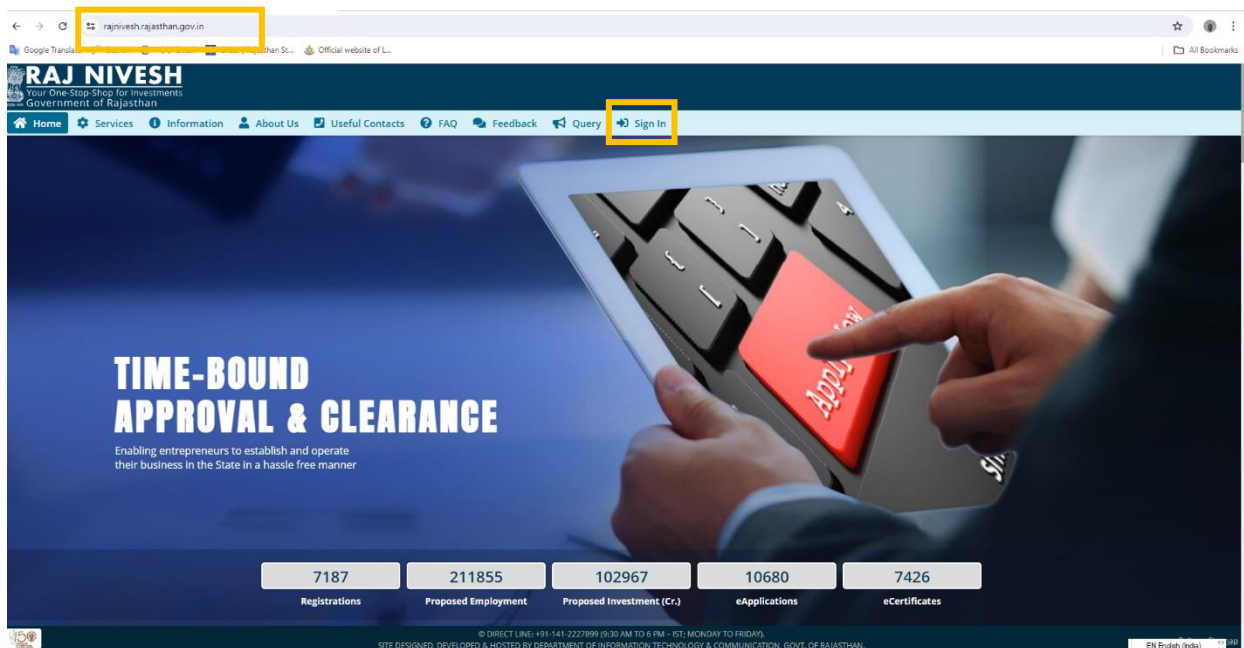 rajnivesh.rajasthan.gov.in
Google Transla
Official website of L...
All Bookmarks
RAJ NIVESH
Your One-Stop-Shop for Investments
Government of Rajasthan
Home Services Information About Us Useful Contacts FAQ Feedback Query Sign In
Apply Now
TIME-BOUND
APPROVAL & CLEARANCE
Enabling entrepreneurs to establish and operate
their business in the State in a hassle free manner
7187 211855 102967 10680 7426
Registrations Proposed Employment Proposed Investment (Cr.) eApplications eCertificates
© DIRECT LINE: +91-141-2227899 (9:30 AM TO 6 PM - IST; MONDAY TO FRIDAY).
SITE DESIGNED, DEVELOPED & HOSTED BY DEPARTMENT OF INFORMATION TECHNOLOGY & COMMUNICATION, GOVT. OF RAJASTHAN.
EN English (India)